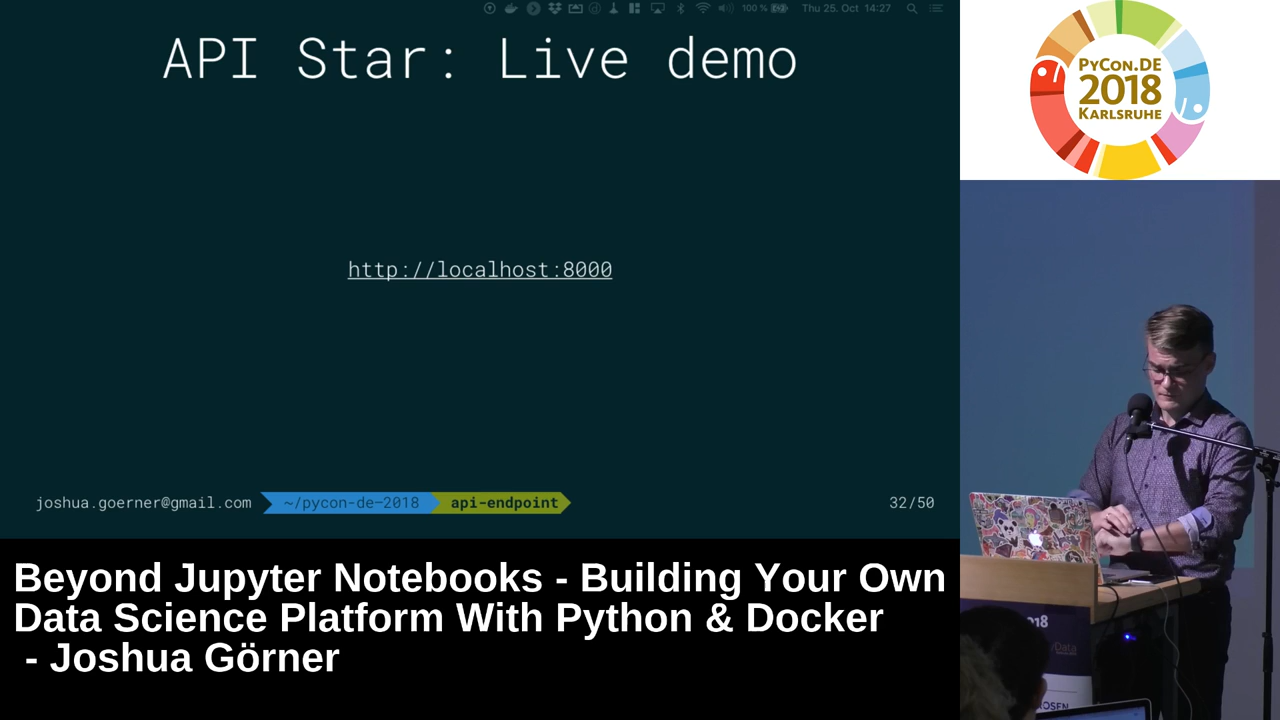 100 %
Thu 25. Oct 14:27
API Star: Live demo
http://localhost:8000
joshua.goerner@gmail.com
~/pycon-de-2018
api-endpoint
32/50
PYCON.DE
2018
KARLSRUHE
Beyond Jupyter Notebooks - Building Your Own
Data Science Platform With Python & Docker
- Joshua Görner